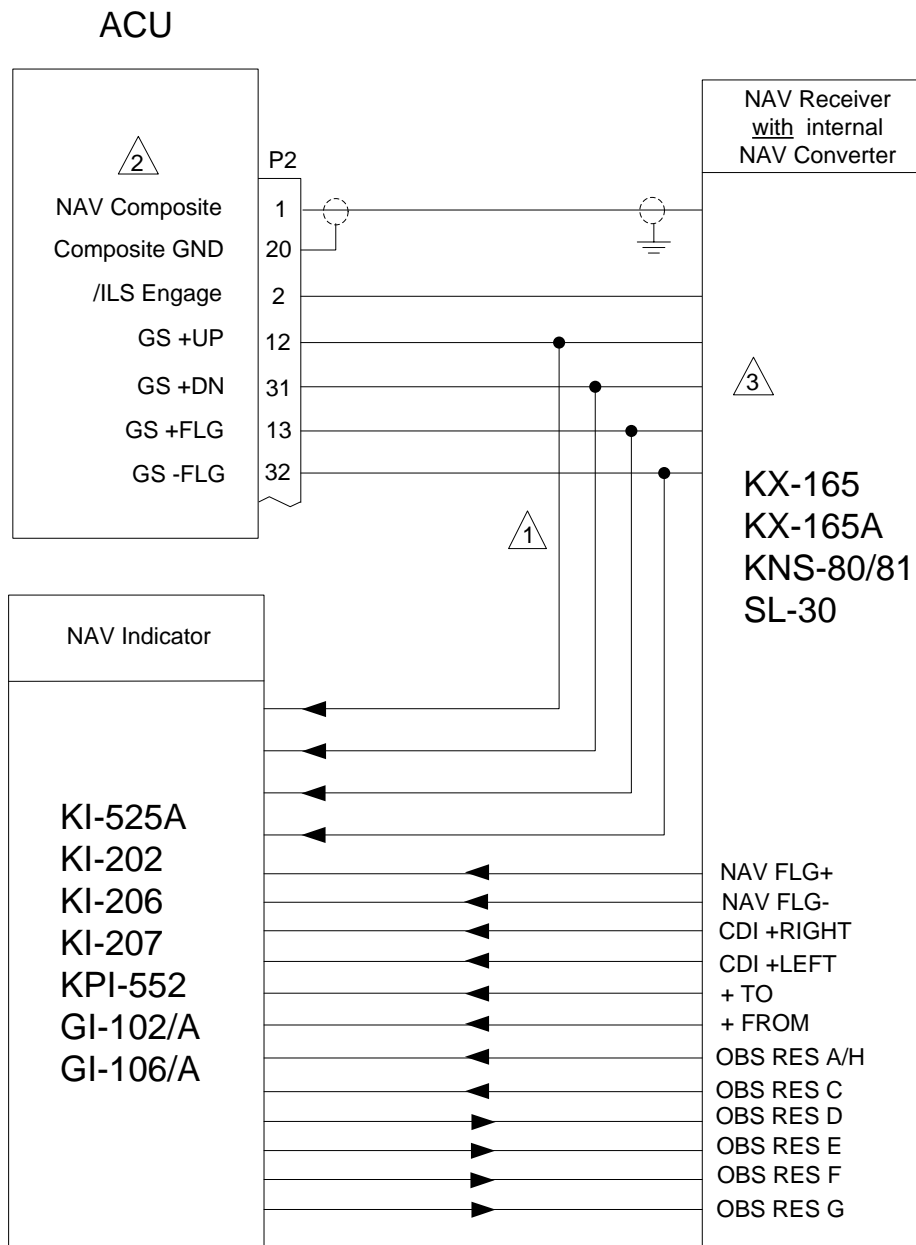 ACU
2
P2
NAV Composite 1
Composite GND 20
/ILS Engage 2
GS +UP 12
GS +DN 31
GS +FLG 13
GS -FLG 32
1
NAV Receiver
with internal
NAV Converter
3
KX-165
KX-165A
KNS-80/81
SL-30
NAV Indicator
KI-525A
KI-202
KI-206
KI-207
KPI-552
GI-102/A
GI-106/A
NAV FLG+
NAV FLG-
CDI +RIGHT
CDI +LEFT
+ TO
+ FROM
OBS RES A/H
OBS RES C
OBS RES D
OBS RES E
OBS RES F
OBS RES G